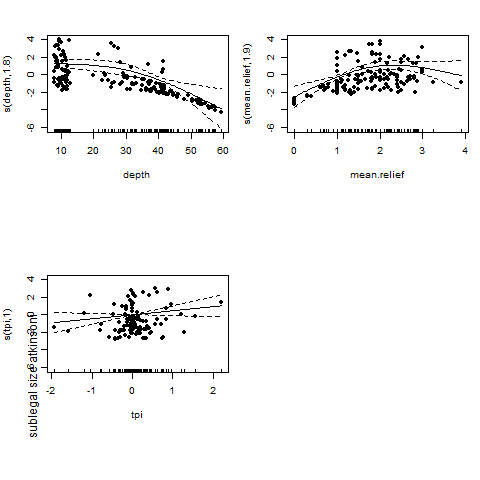 s(depth,1.8)
4
2
0
-2
-6
10 20 30 40 50 60
depth
s(mean.relief,1.9)
4
2
0
-2
-6
0 1 2 3 4
mean.relief
s(tpi,1)
sublegal size atkinsoni
4
2
0
-2 -1 0 1 2
tpi